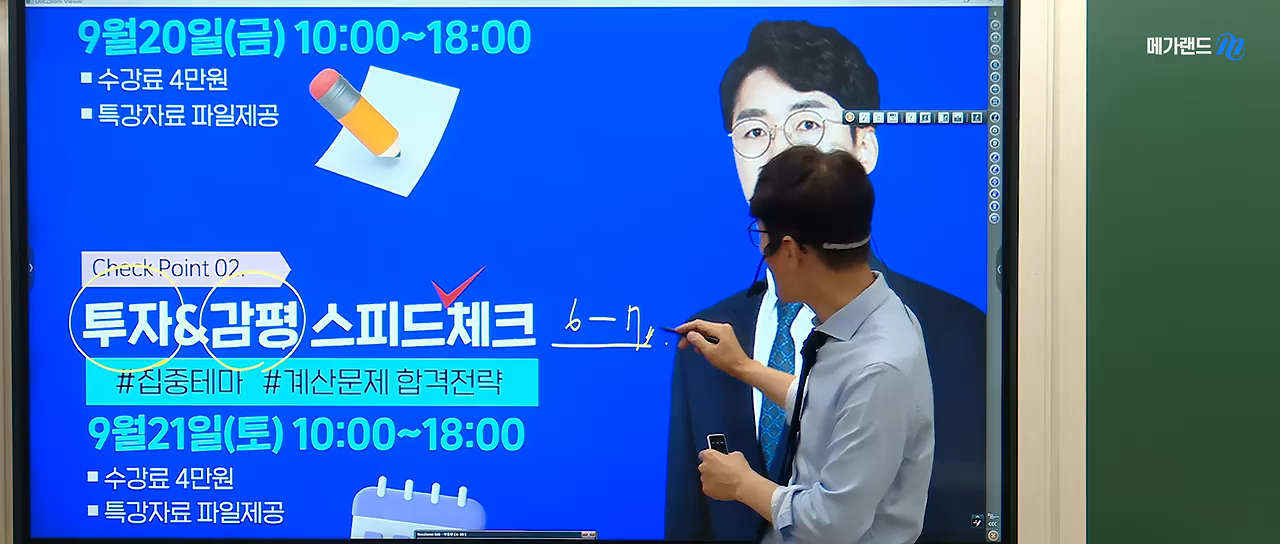 DocZoom Viewer
9월20일(금) 10:00~18:00
메가랜드
■ 수강료 4만원
■ 특강자료 파일제공
Check Point 02.
투자&감평 스피드체크
6-7
#집중테마 #계산문제 합격전략
9월21일(토) 10:00~18:00
■ 수강료 4만원
■ 특강자료 파일제공